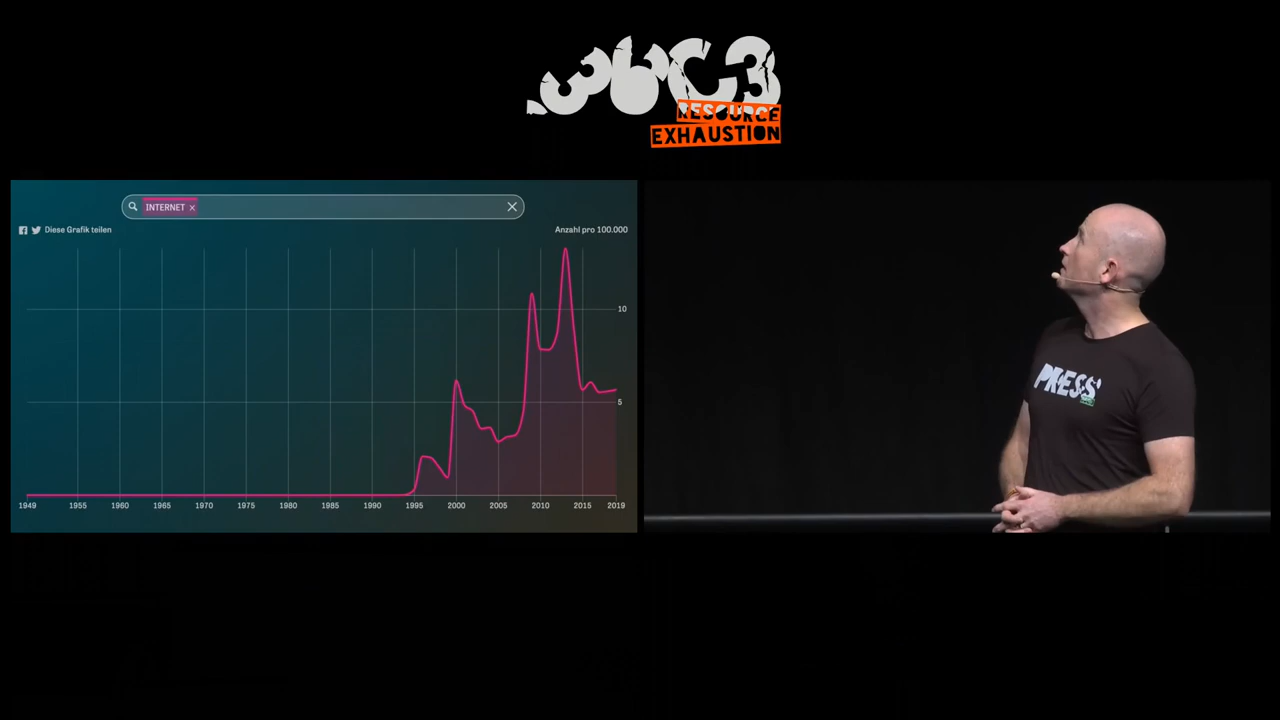 36C3
RESOURCE
EXHAUSTION
INTERNET ×
Diese Grafik teilen
Anzahl pro 100.000
10
5
1949 1955 1960 1965 1970 1975 1980 1985 1990 1995 2000 2005 2010 2015 2019
PRESS